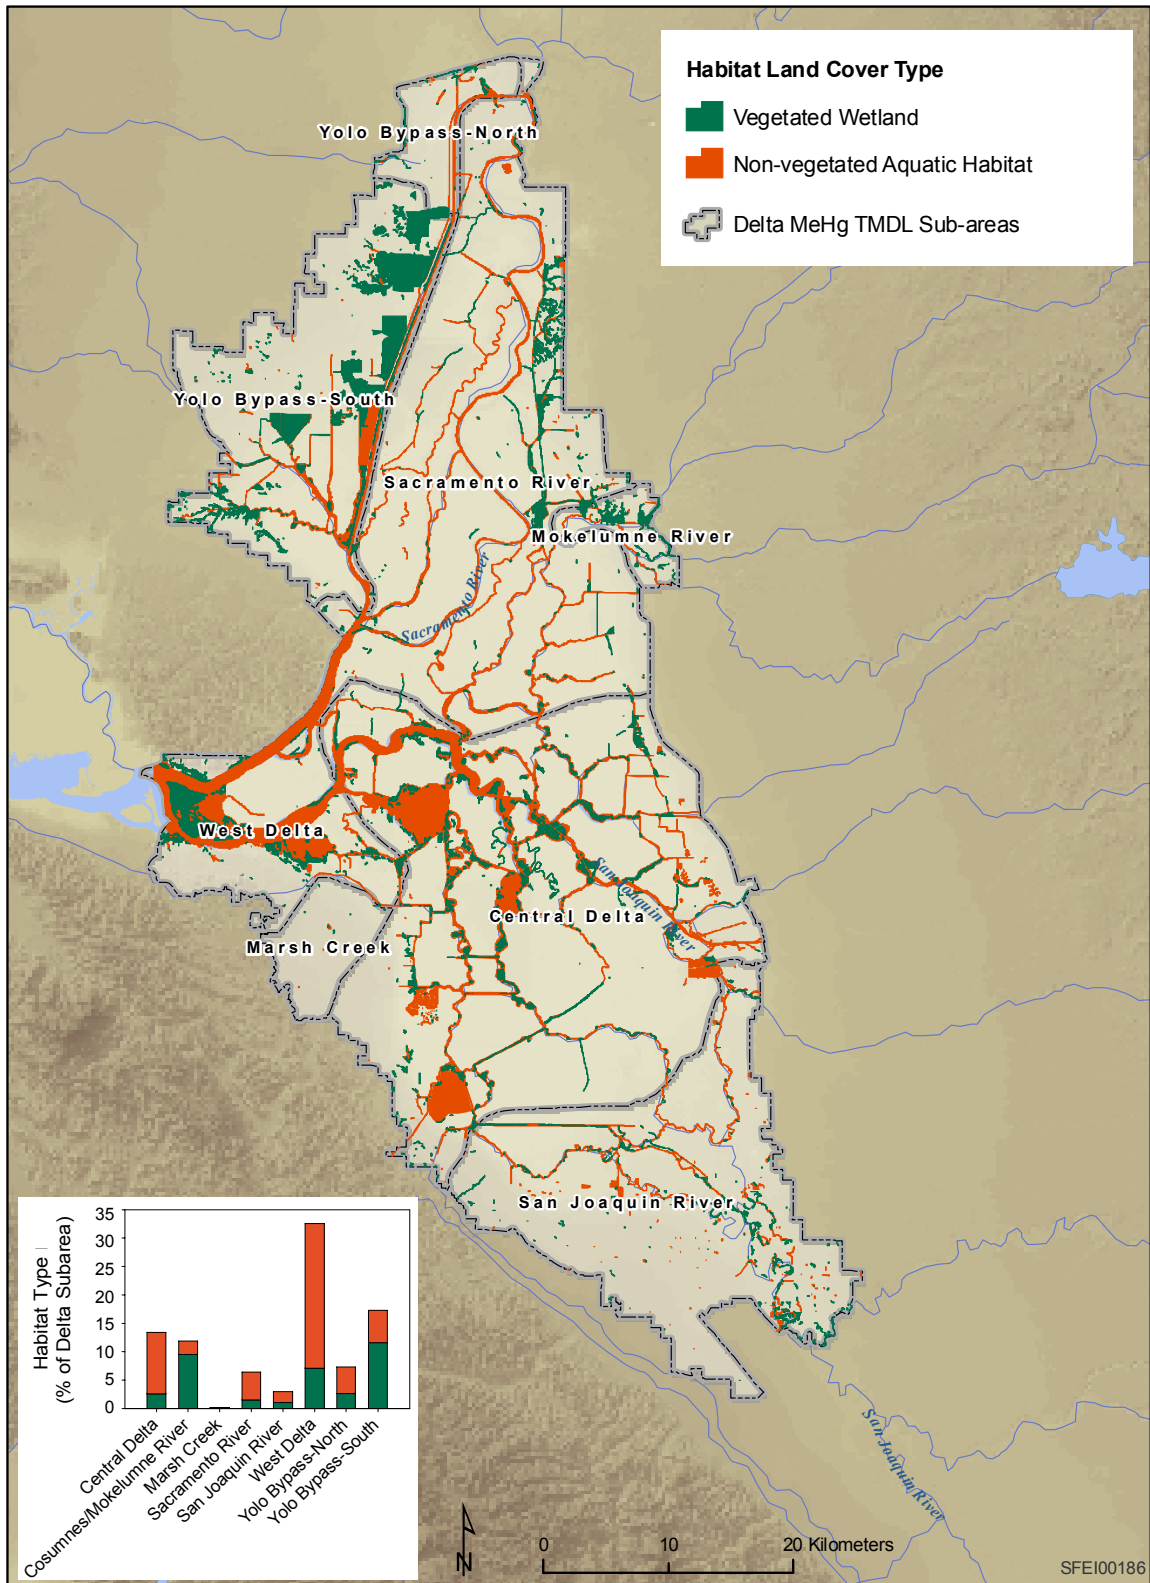 Habitat Land Cover Type
Vegetated Wetland
Non-vegetated Aquatic Habitat
Delta MeHg TMDL Sub-areas
Yolo Bypass-North
Yolo Bypass-South
Sacramento River
Mokelumne River
Sacramento River
West Delta
San Joaquin River
Central Delta
Marsh Creek
San Joaquin River
San Joaquin River
Habitat Type
(% of Delta Subarea)
35
30
25
20
15
10
5
0
Central Delta
Cosumnes/Mokelumne River
Marsh Creek
Sacramento River
San Joaquin River
West Delta
Yolo Bypass-North
Yolo Bypass-South
N
0 10 20 Kilometers
SFEI00186